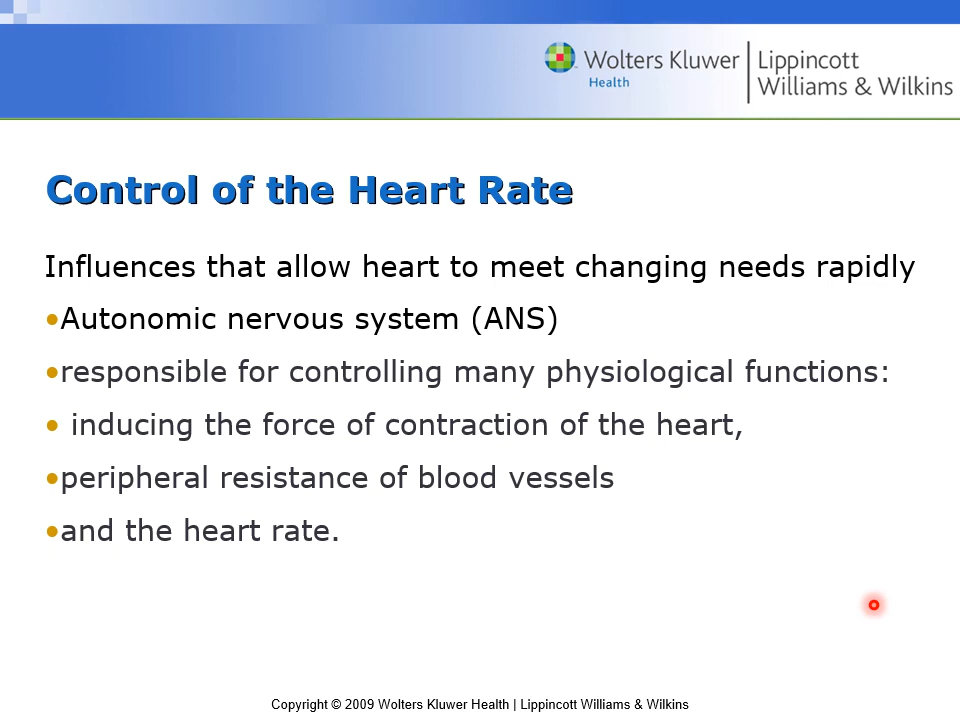 Wolters Kluwer
Health
Lippincott
Williams & Wilkins
Control of the Heart Rate
Influences that allow heart to meet changing needs rapidly
•Autonomic nervous system (ANS)
•responsible for controlling many physiological functions:
• inducing the force of contraction of the heart,
•peripheral resistance of blood vessels
•and the heart rate.
Copyright © 2009 Wolters Kluwer Health | Lippincott Williams & Wilkins